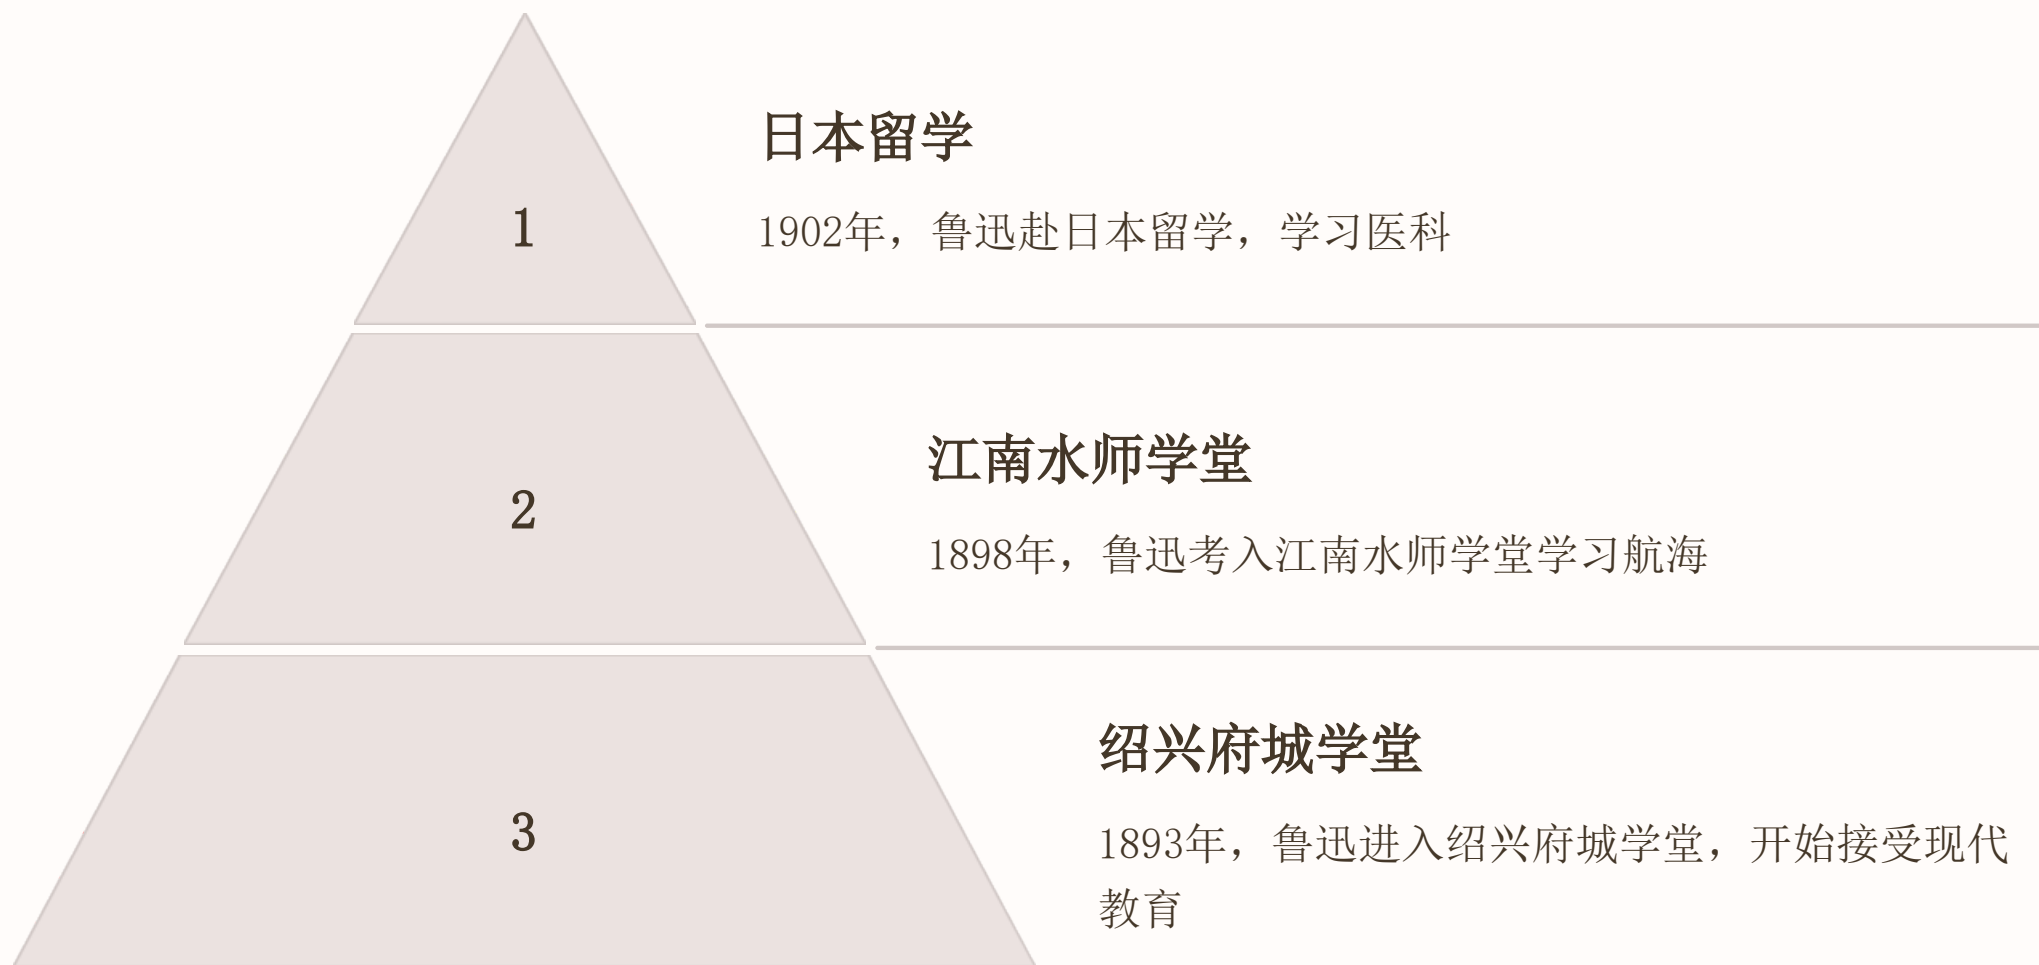 1
日本留学
1902年，鲁迅赴日本留学，学习医科
2
江南水师学堂
1898年，鲁迅考入江南水师学堂学习航海
3
绍兴府城学堂
1893年，鲁迅进入绍兴府城学堂，开始接受现代
教育